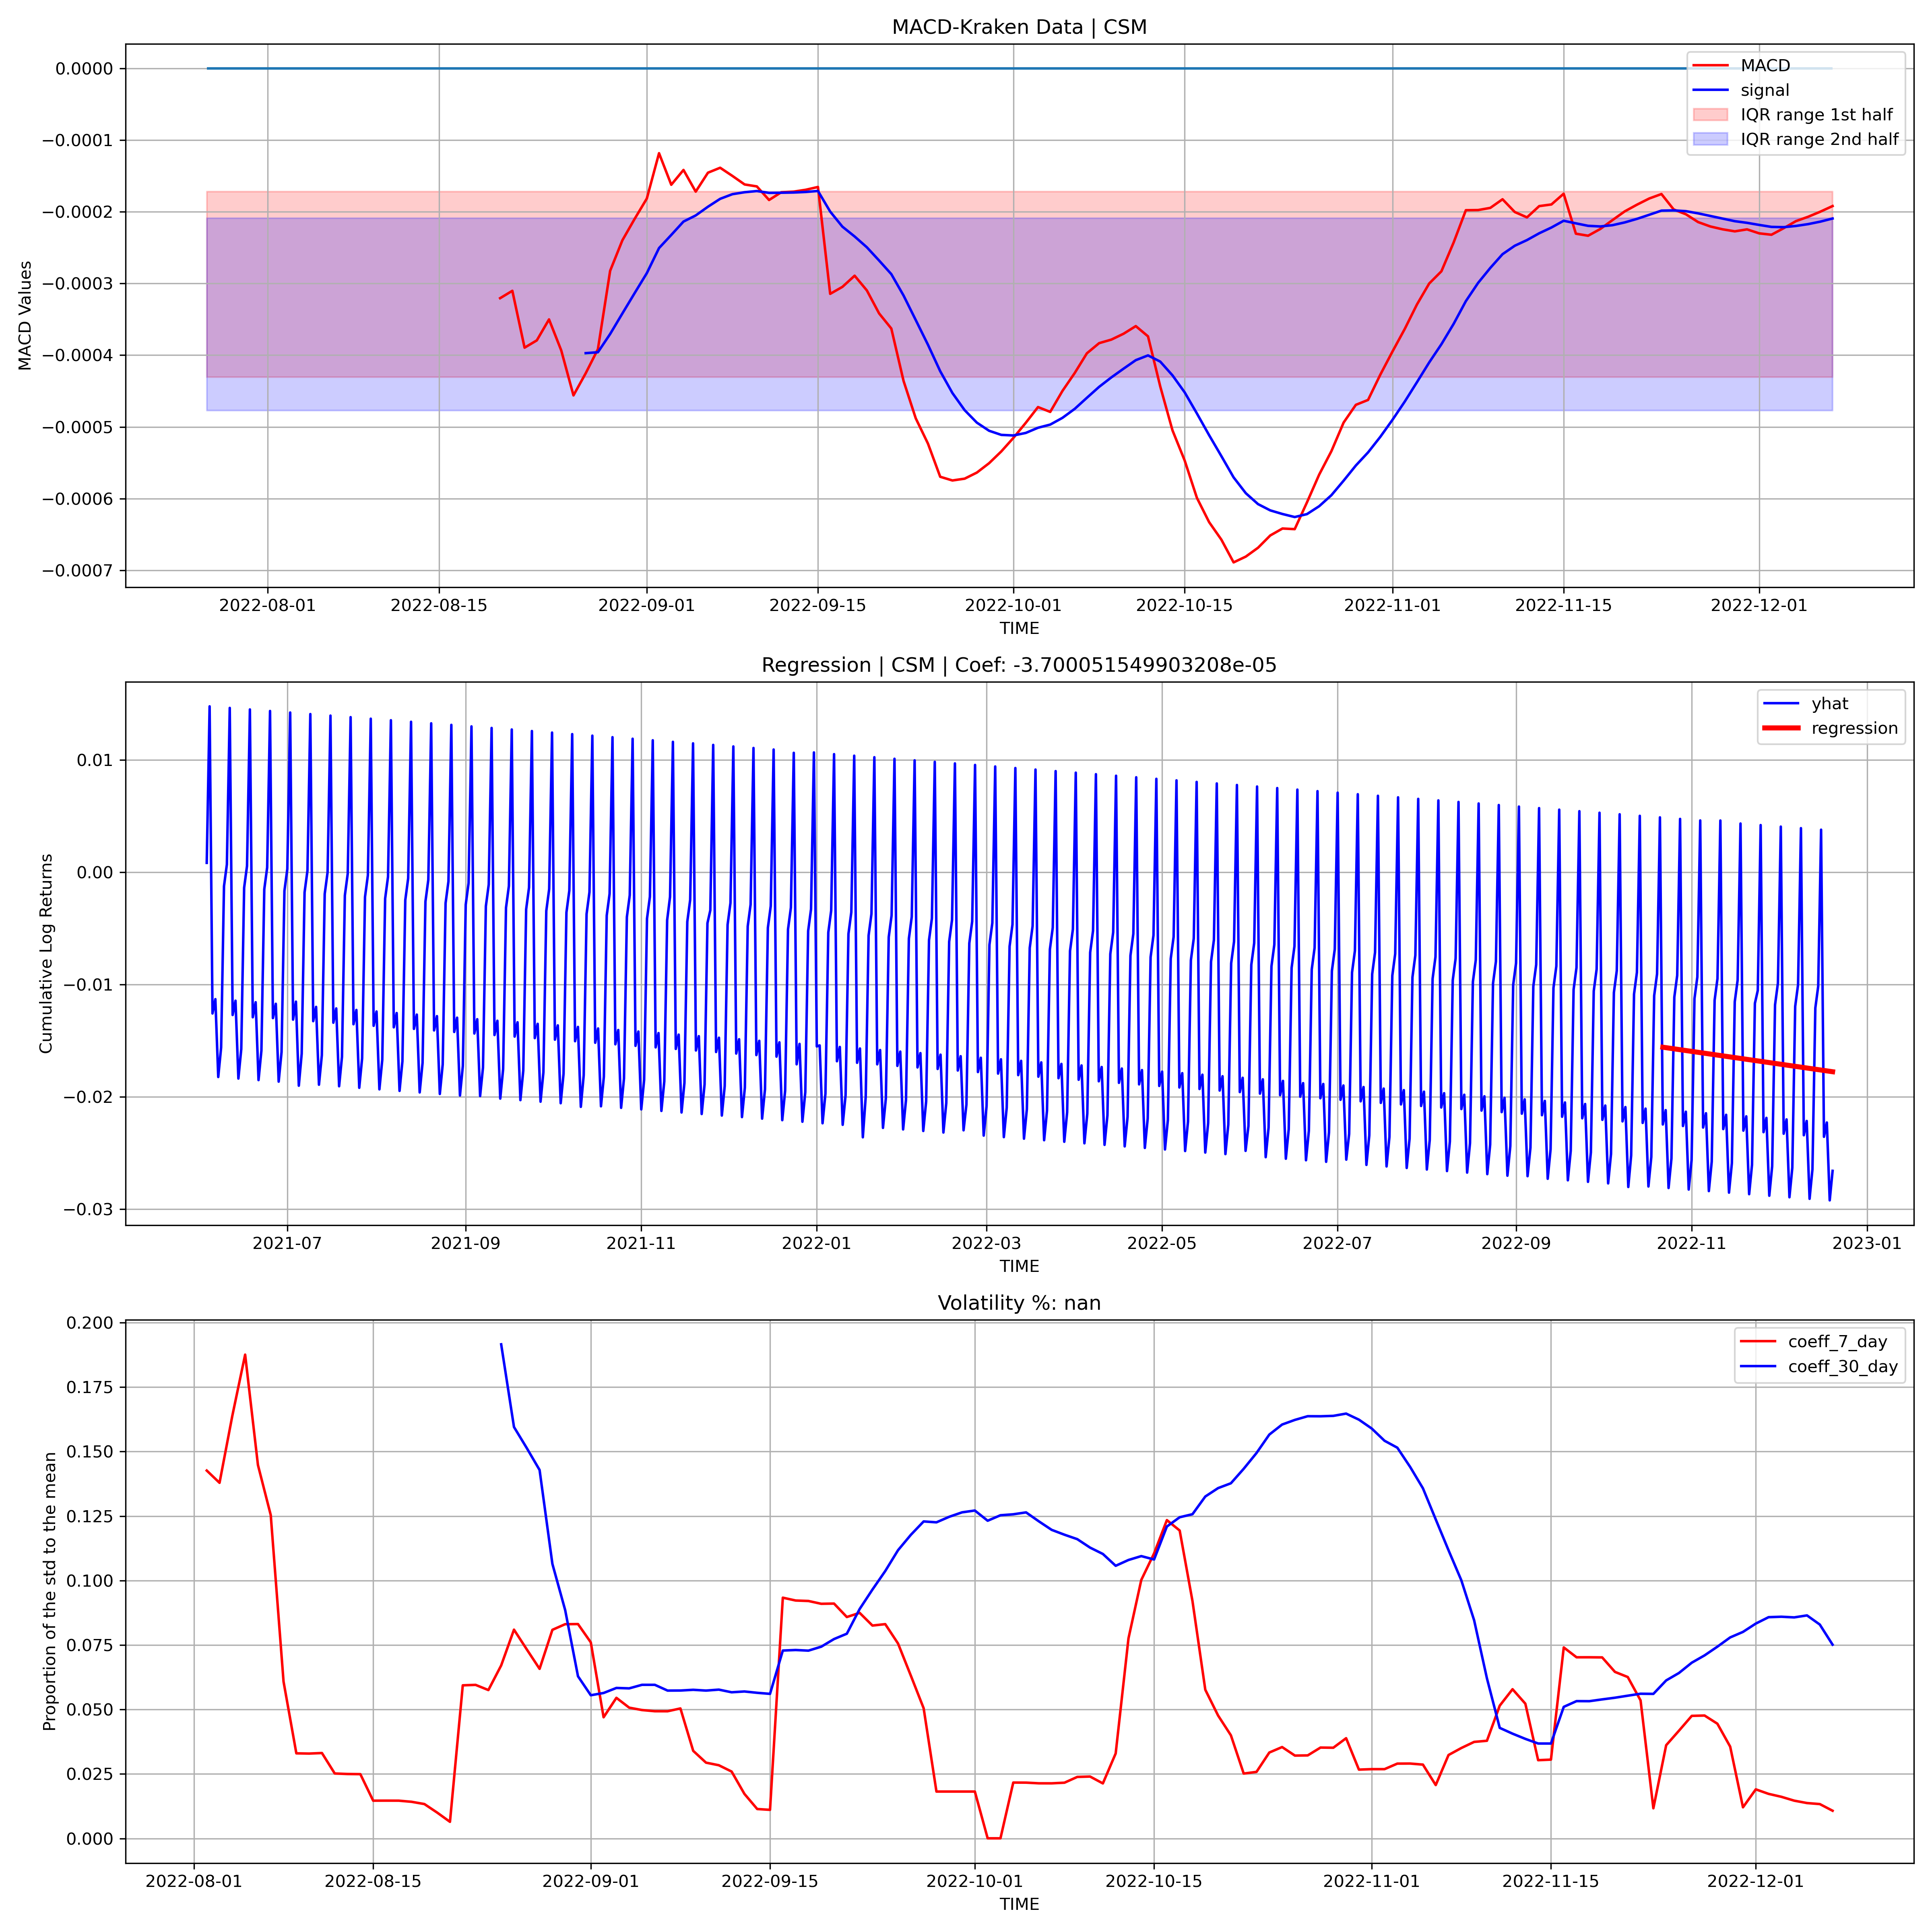 MACD-Kraken Data | CSM
MACD Values
0.0000
−0.0001
−0.0002
−0.0003
−0.0004
−0.0005
−0.0006
−0.0007
MACD
signal
IQR range 1st half
IQR range 2nd half
2022-08-01 2022-08-15 2022-09-01 2022-09-15 2022-10-01 2022-10-15 2022-11-01 2022-11-15 2022-12-01
TIME
Regression | CSM | Coef: -3.700051549903208e-05
Cumulative Log Returns
0.01
0.00
−0.01
−0.02
−0.03
yhat
regression
2021-07 2021-09 2021-11 2022-01 2022-03 2022-05 2022-07 2022-09 2022-11 2023-01
TIME
Volatility %: nan
Proportion of the std to the mean
0.200
0.175
0.150
0.125
0.100
0.075
0.050
0.025
0.000
coeff_7_day
coeff_30_day
2022-08-01 2022-08-15 2022-09-01 2022-09-15 2022-10-01 2022-10-15 2022-11-01 2022-11-15 2022-12-01
TIME